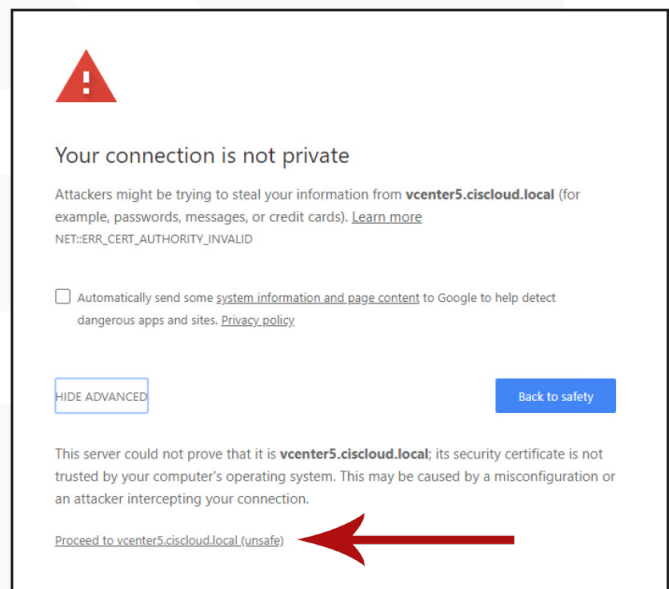 Your connection is not private
Attackers might be trying to steal your information from vcenter5.ciscloud.local (for
example, passwords, messages, or credit cards). Learn more
NET::ERR_CERT_AUTHORITY_INVALID
Automatically send some system information and page content to Google to help detect
dangerous apps and sites. Privacy policy
HIDE ADVANCED
Back to safety
This server could not prove that it is vcenter5.ciscloud.local; its security certificate is not
trusted by your computer's operating system. This may be caused by a misconfiguration or
an attacker intercepting your connection.
Proceed to vcenter5.ciscloud.local (unsafe)